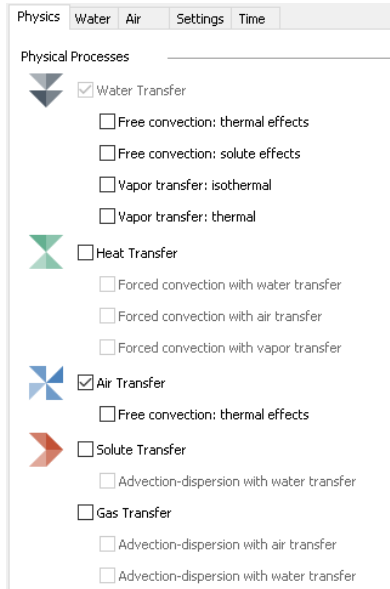 Physics Water Air Settings Time
Physical Processes
Water Transfer
Free convection: thermal effects
Free convection: solute effects
Vapor transfer: isothermal
Vapor transfer: thermal
Heat Transfer
Forced convection with water transfer
Forced convection with air transfer
Forced convection with vapor transfer
Air Transfer
Free convection: thermal effects
Solute Transfer
Advection-dispersion with water transfer
Gas Transfer
Advection-dispersion with air transfer
Advection-dispersion with water transfer